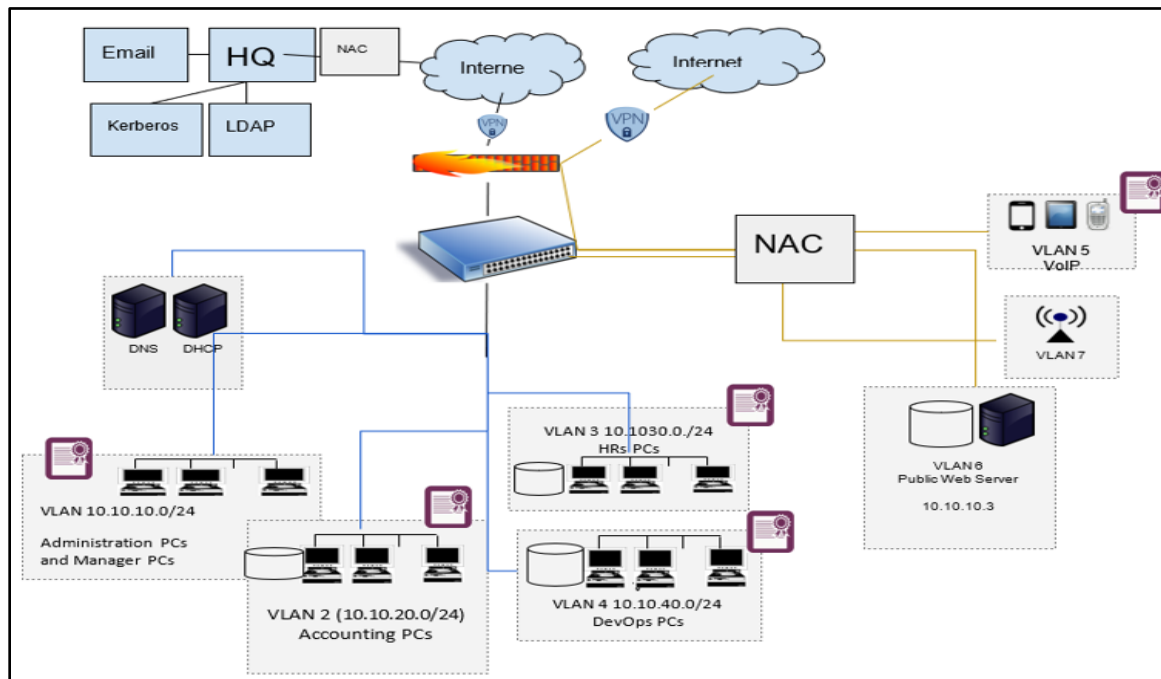 Email
HQ
NAC
Kerberos
LDAP
Interne
Internet
VPN
VPN
NAC
VLAN 5
VoIP
VLAN 7
VLAN 6
Public Web Server
10.10.10.3
DNS
DHCP
VLAN 10.10.10.0/24
Administration PCs
and Manager PCs
VLAN 2 (10.10.20.0/24)
Accounting PCs
VLAN 3 10.1030.0./24
HRs PCs
VLAN 4 10.10.40.0/24
DevOps PCs